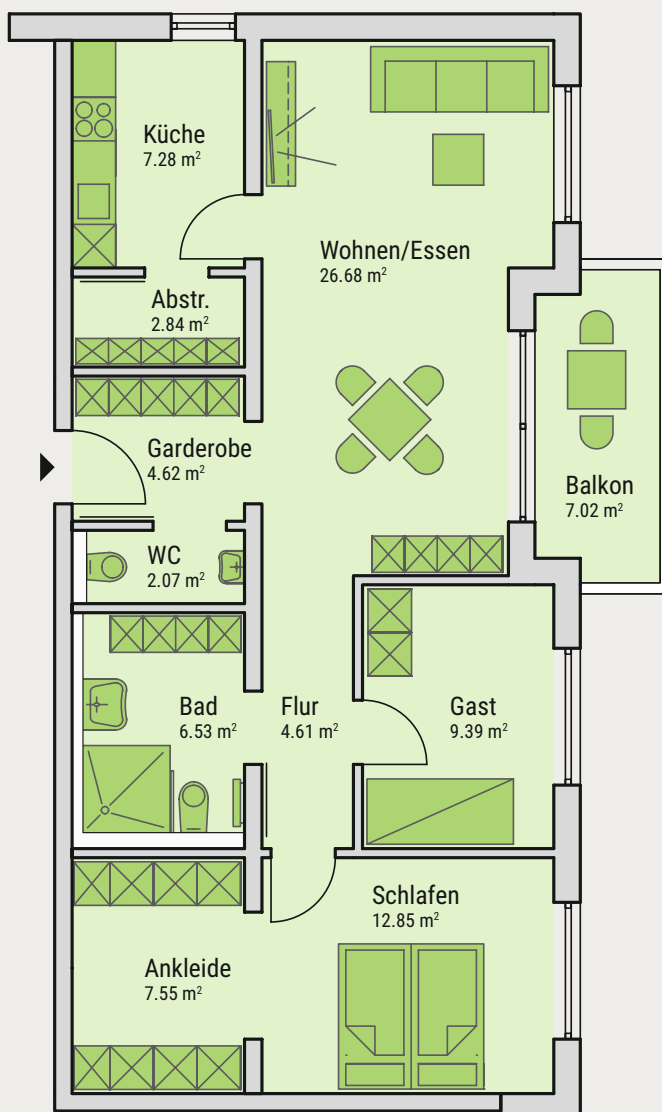 Küche
7.28 m²
Wohnen/Essen
26.68 m²
Abstr.
2.84 m²
Garderobe
4.62 m²
Balkon
7.02 m²
WC
2.07 m²
Bad
6.53 m²
Flur
4.61 m²
Gast
9.39 m²
Schlafen
12.85 m²
Ankleide
7.55 m²